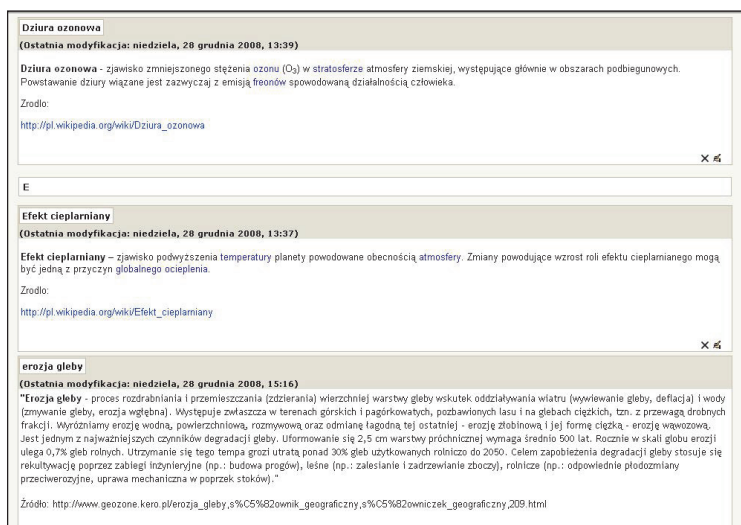 Dziura ozonowa
(Ostatnia modyfikacja: niedziela, 28 grudnia 2008, 13:39)
Dziura ozonowa - zjawisko zmniejszonego stężenia ozonu (O3) w stratosferze atmosfery ziemskiej, występujące głównie w obszarach podbiegunowych.
Powstawanie dziury wiązane jest zazwyczaj z emisją freonów spowodowaną działalnością człowieka.
Zrodlo:
http://pl.wikipedia.org/wiki/Dziura_ozonowa
E
Efekt cieplarniany
(Ostatnia modyfikacja: niedziela, 28 grudnia 2008, 13:37)
Efekt cieplarniany – zjawisko podwyższenia temperatury planety powodowane obecnością atmosfery. Zmiany powodujące wzrost roli efektu cieplarnianego mogą
być jedną z przyczyn globalnego ocieplenia.
Zrodlo:
http://pl.wikipedia.org/wiki/Efekt_cieplarniany
erozja gleby
(Ostatnia modyfikacja: niedziela, 28 grudnia 2008, 15:16)
"Erozja gleby - proces rozdrabniania i przemieszczania (zdzierania) wierzchniej warstwy gleby wskutek oddziaływania wiatru (wywiewanie gleby, deflacja) i wody
(zmywanie gleby, erozja wgłębna). Występuje zwłaszcza w terenach górskich i pagórkowatych, pozbawionych lasu i na glebach ciężkich, tzn. z przewagą drobnych
frakcji. Wyróżniamy erozję wodną, powierzchniową, rozmywową oraz odmianę łagodną tej ostatniej - erozję żłobinową i jej formę ciężką - erozję wąwozową.
Jest jednym z najważniejszych czynników degradacji gleby. Uformowanie się 2,5 cm warstwy próchnicznej wymaga średnio 500 lat. Rocznie w skali globu erozji
ulega 0,7% gleb rolnych. Utrzymanie się tego tempa grozi utratą ponad 30% gleb użytkowanych rolniczo do 2050. Celem zapobieżenia degradacji gleby stosuje się
rekultywację poprzez zabiegi inżynieryjne (np.: budowa progów), leśne (np.: zalesianie i zadrzewianie zboczy), rolnicze (np.: odpowiednie płodozmiany
przeciwerozyjne, uprawa mechaniczna w poprzek stoków)."
Źródło: http://www.geozone.kero.pl/erozja_gleby,s%C5%82ownik_geograficzny,s%C5%82owniczek_geograficzny,209.html